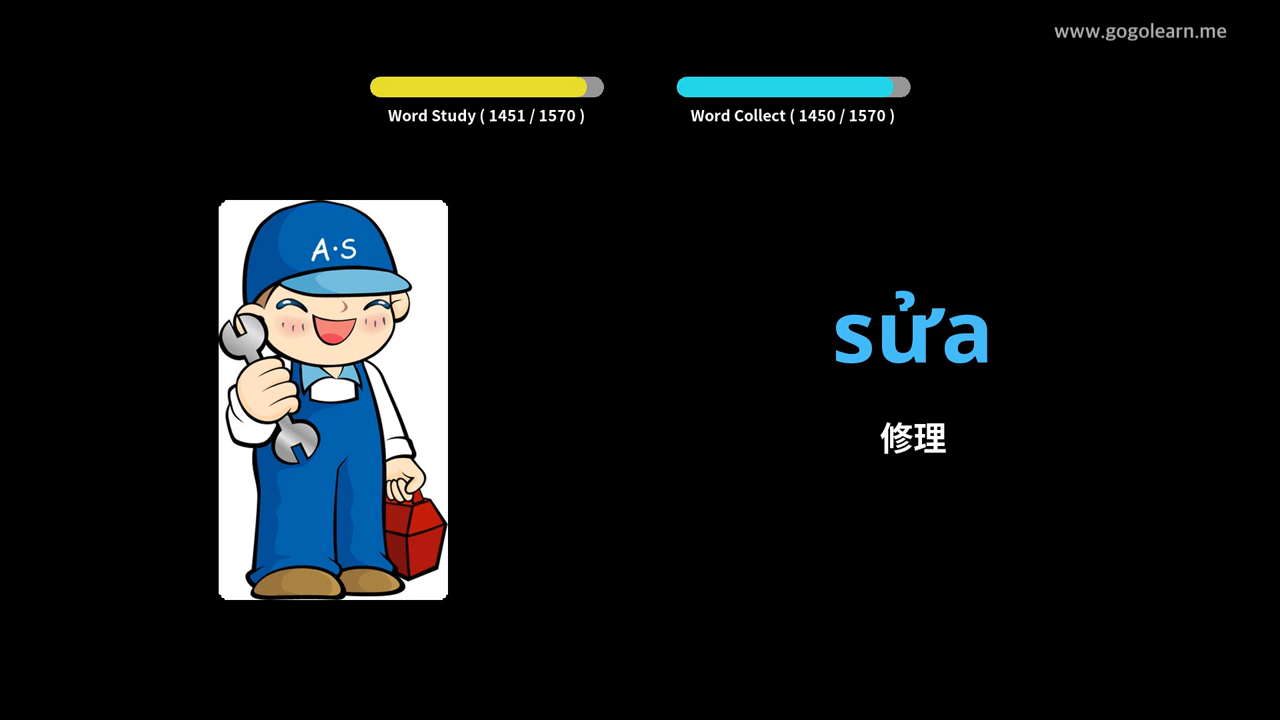 www.gogolearn.me
Word Study ( 1451 / 1570 )
Word Collect ( 1450 / 1570 )
A·S
sửa
修理